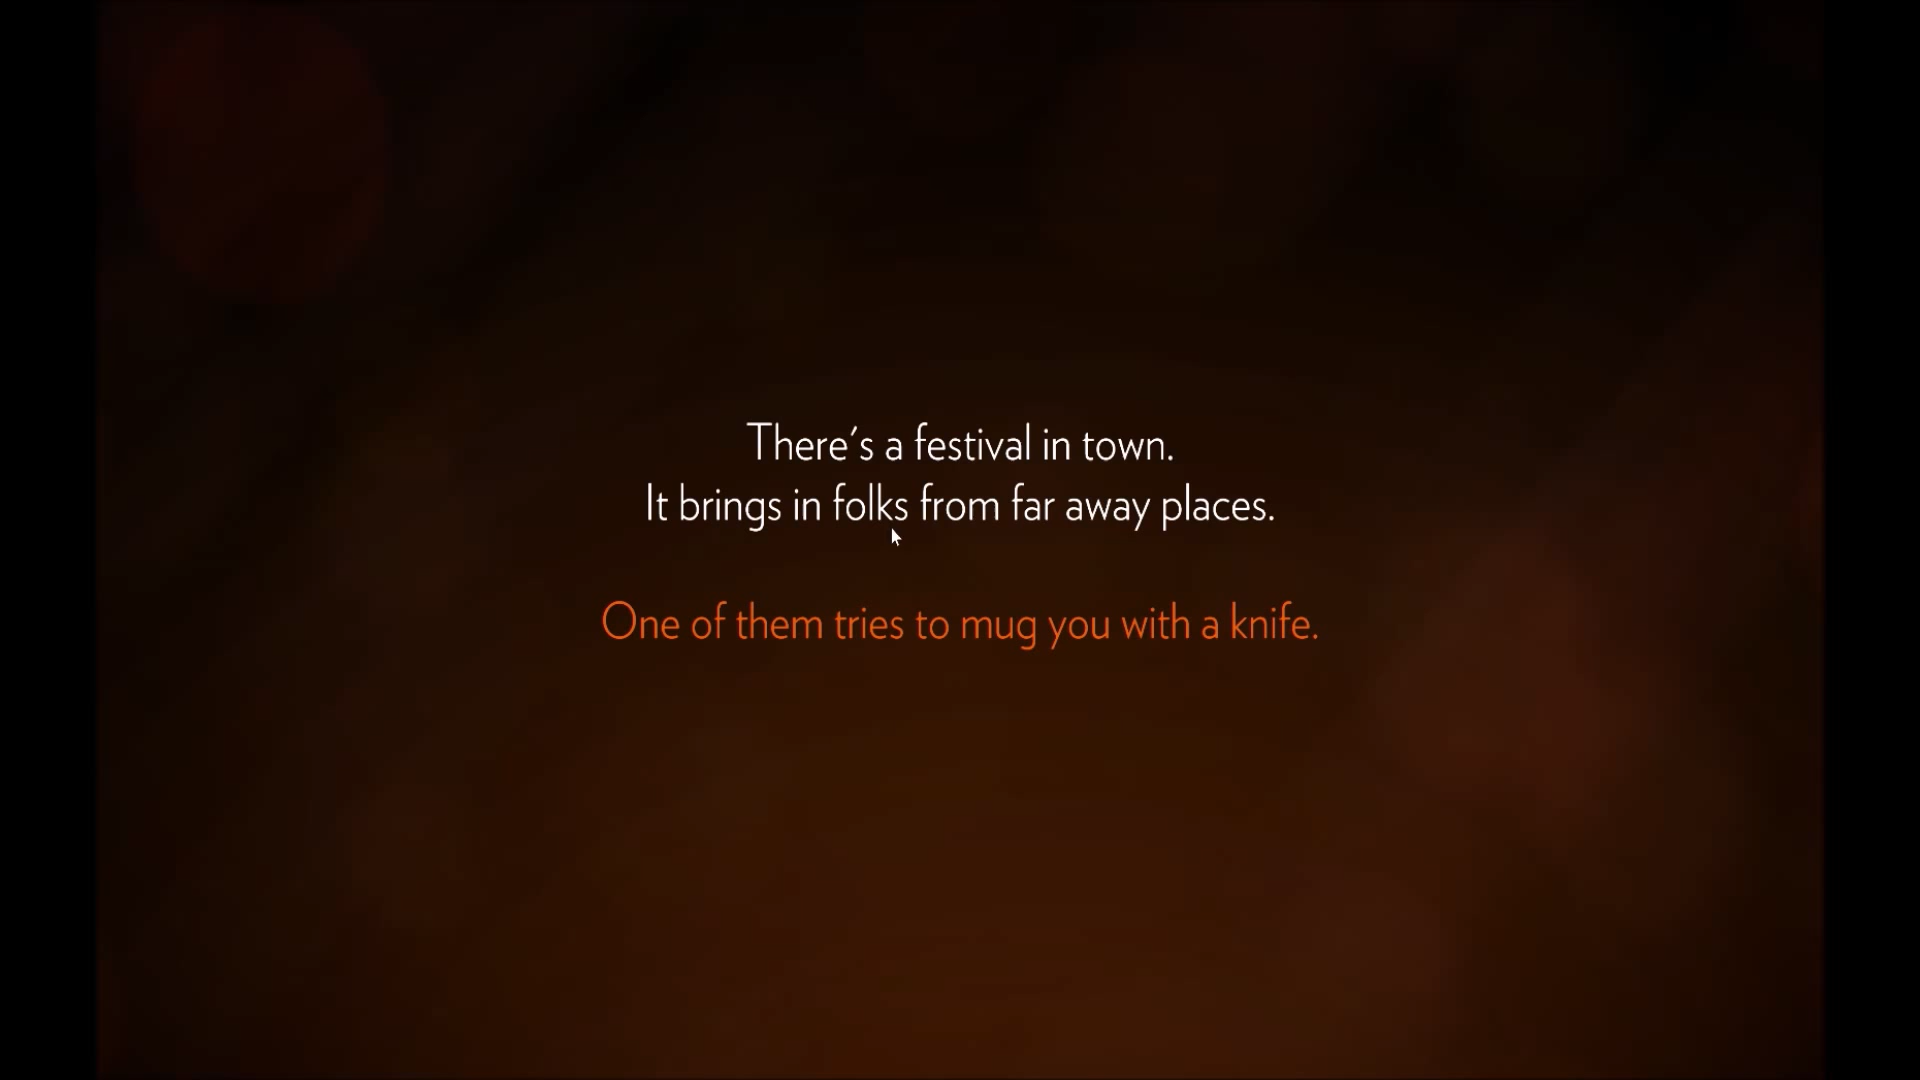 There's a festival in town.
It brings in folks from far away places.
One of them tries to mug you with a knife.